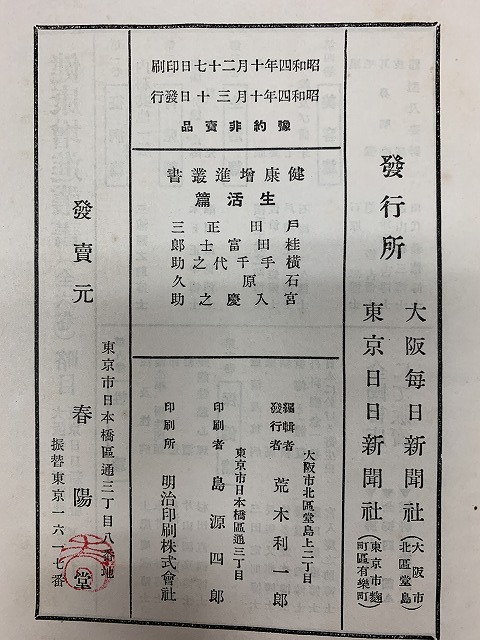 發行所
大阪毎日新聞社（大阪市北區堂島）
東京日日新聞社（東京市麹町區有樂町）
昭和四年十月二十七日印刷
昭和四年十月三十日發行
豫約非賣品
健康增進叢書
生活篇
戸田正三
桂田富士郎
橫手千代之助
石原久
宮入慶之助
大阪市北區堂島上二丁目
編輯者
發行者
荒木利一郎
東京市日本橋區通三丁目
印刷者 島源四郎
印刷所 明治印刷株式會社
東京市日本橋區通三丁目八番地
發賣元 春陽堂
振替東京一六一七番